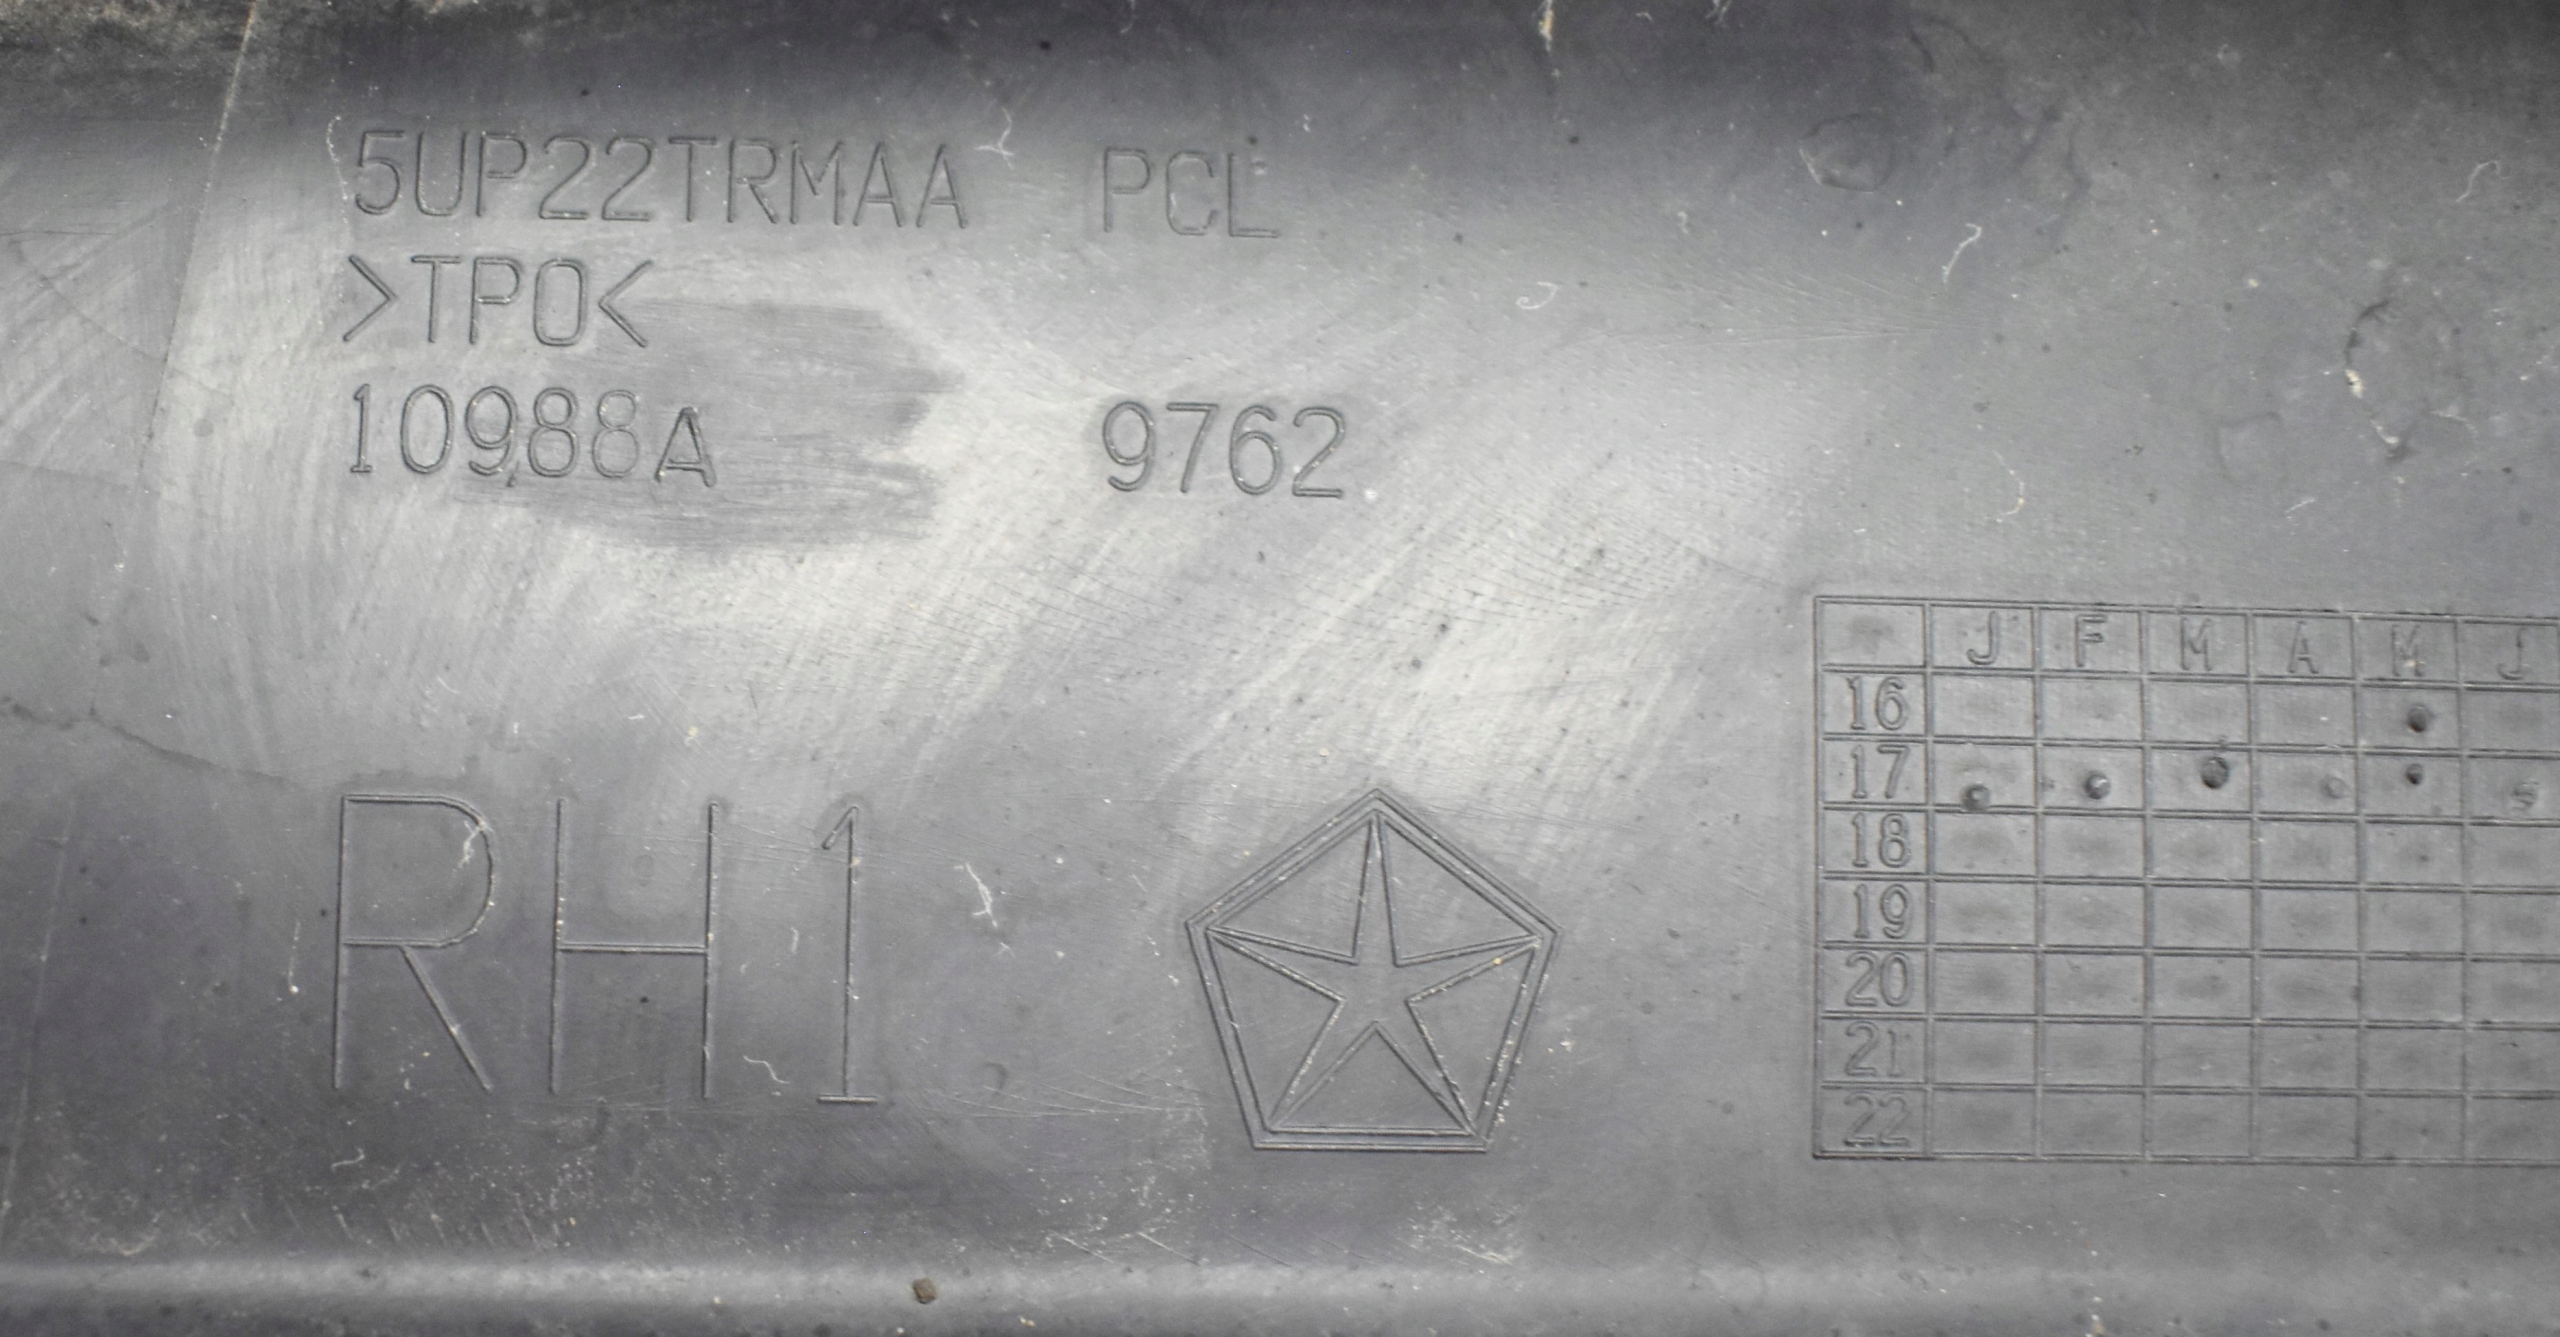 5UP22TRMAA PCL
>TPO<
10988A 9762
RH1
J F M A M J
16
17
18
19
20
21
22